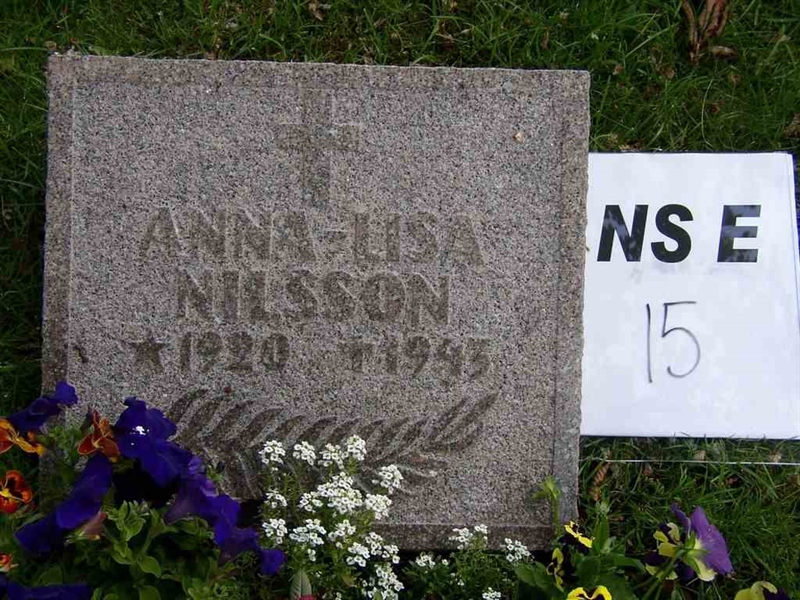 ANNA-LISA
NILSSON
★1920 ✝1943
NS E
15